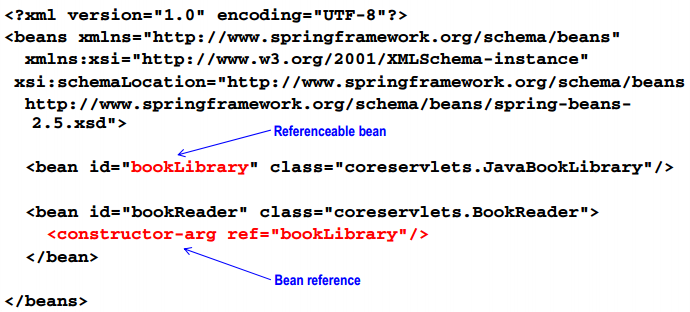 <?xml version="1.0" encoding="UTF-8"?>
<beans xmlns="http://www.springframework.org/schema/beans"
xmlns:xsi="http://www.w3.org/2001/XMLSchema-instance"
xsi:schemaLocation="http://www.springframework.org/schema/beans
http://www.springframework.org/schema/beans/spring-beans-
2.5.xsd">
Referenceable bean
<bean id="bookLibrary" class="coreservlets.JavaBookLibrary"/>
<bean id="bookReader" class="coreservlets.BookReader">
<constructor-arg ref="bookLibrary"/>
</bean>
Bean reference
</beans>